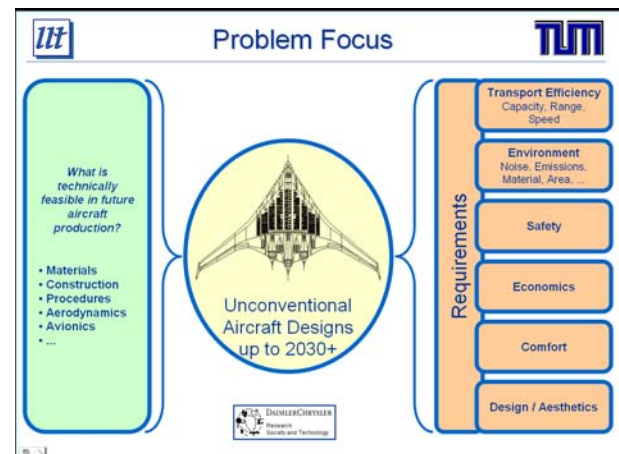 llt
Problem Focus
TUM
What is
technically
feasible in future
aircraft
production?
• Materials
• Construction
• Procedures
• Aerodynamics
• Avionics
• ...
Unconventional
Aircraft Designs
up to 2030+
DAIMLERCHRYSLER
Research
Society and Technology
Requirements
Transport Efficiency
Capacity, Range,
Speed
Environment
Noise, Emissions,
Material, Area, ...
Safety
Economics
Comfort
Design / Aesthetics